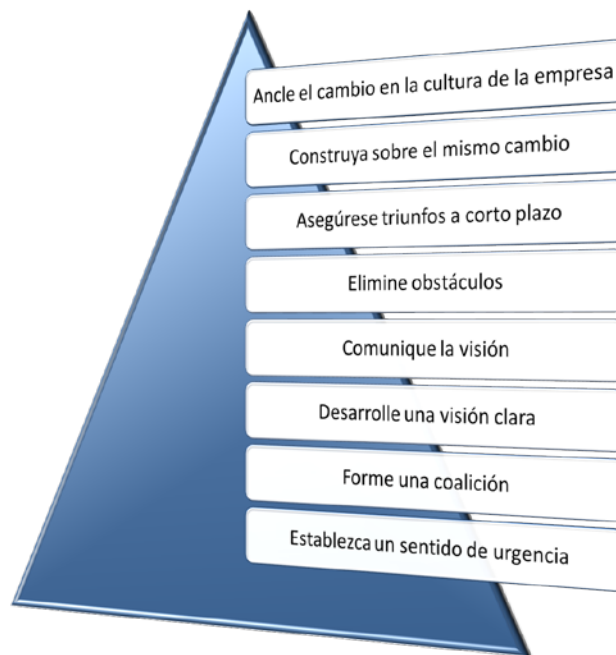 Ancle el cambio en la cultura de la empresa
Construya sobre el mismo cambio
Asegúrese triunfos a corto plazo
Elimine obstáculos
Comunique la visión
Desarrolle una visión clara
Forme una coalición
Establezca un sentido de urgencia